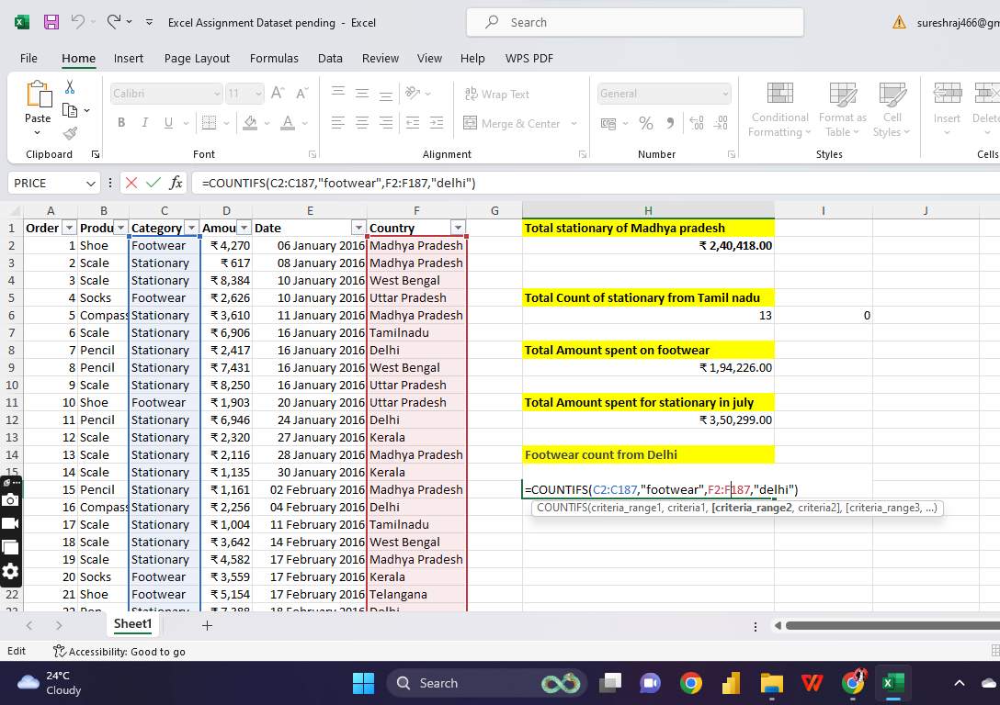 Excel Assignment Dataset pending - Excel
Search
sureshraj466@gm
File Home Insert Page Layout Formulas Data Review View Help WPS PDF
Paste
Calibri 11
B I U A
A A
ab Wrap Text
Merge & Center
General
% 9
Conditional Formatting
Format as Table
Cell Styles
Insert
Delete
Clipboard Font Alignment Number Styles Cells
PRICE fx =COUNTIFS(C2:C187,"footwear",F2:F187,"delhi")
A B C D E F G H I J
1 Order Produ Category Amou Date Country Total stationary of Madhya pradesh
2 1 Shoe Footwear ₹ 4,270 06 January 2016 Madhya Pradesh ₹ 2,40,418.00
3 2 Scale Stationary ₹ 617 08 January 2016 Madhya Pradesh
4 3 Scale Stationary ₹ 8,384 10 January 2016 West Bengal
5 4 Socks Footwear ₹ 2,626 10 January 2016 Uttar Pradesh Total Count of stationary from Tamil nadu
6 5 Compass Stationary ₹ 3,610 11 January 2016 Madhya Pradesh 13 0
7 6 Scale Stationary ₹ 6,906 16 January 2016 Tamilnadu
8 7 Pencil Stationary ₹ 2,417 16 January 2016 Delhi Total Amount spent on footwear
9 8 Pencil Stationary ₹ 7,431 16 January 2016 West Bengal ₹ 1,94,226.00
10 9 Scale Stationary ₹ 8,250 16 January 2016 Uttar Pradesh
11 10 Shoe Footwear ₹ 1,903 20 January 2016 Uttar Pradesh Total Amount spent for stationary in july
12 11 Pencil Stationary ₹ 6,946 24 January 2016 Delhi ₹ 3,50,299.00
13 12 Scale Stationary ₹ 2,320 27 January 2016 Kerala
14 13 Scale Stationary ₹ 2,116 28 January 2016 Madhya Pradesh Footwear count from Delhi
15 14 Scale Stationary ₹ 1,135 30 January 2016 Kerala
15 Pencil Stationary ₹ 1,161 02 February 2016 Madhya Pradesh =COUNTIFS(C2:C187,"footwear",F2:F187,"delhi")
16 Compass Stationary ₹ 2,256 04 February 2016 Delhi COUNTIFS(criteria_range1, criteria1, [criteria_range2, criteria2], [criteria_range3, ...)
17 Scale Stationary ₹ 1,004 11 February 2016 Tamilnadu
18 Scale Stationary ₹ 3,642 14 February 2016 West Bengal
19 Scale Stationary ₹ 4,582 17 February 2016 Madhya Pradesh
20 Socks Footwear ₹ 3,559 17 February 2016 Kerala
22 21 Shoe Footwear ₹ 5,154 17 February 2016 Telangana
23 22 Pen Stationary ₹ 7,388 18 February 2016 Delhi
Sheet1
Edit Accessibility: Good to go
24°C
Cloudy
Search